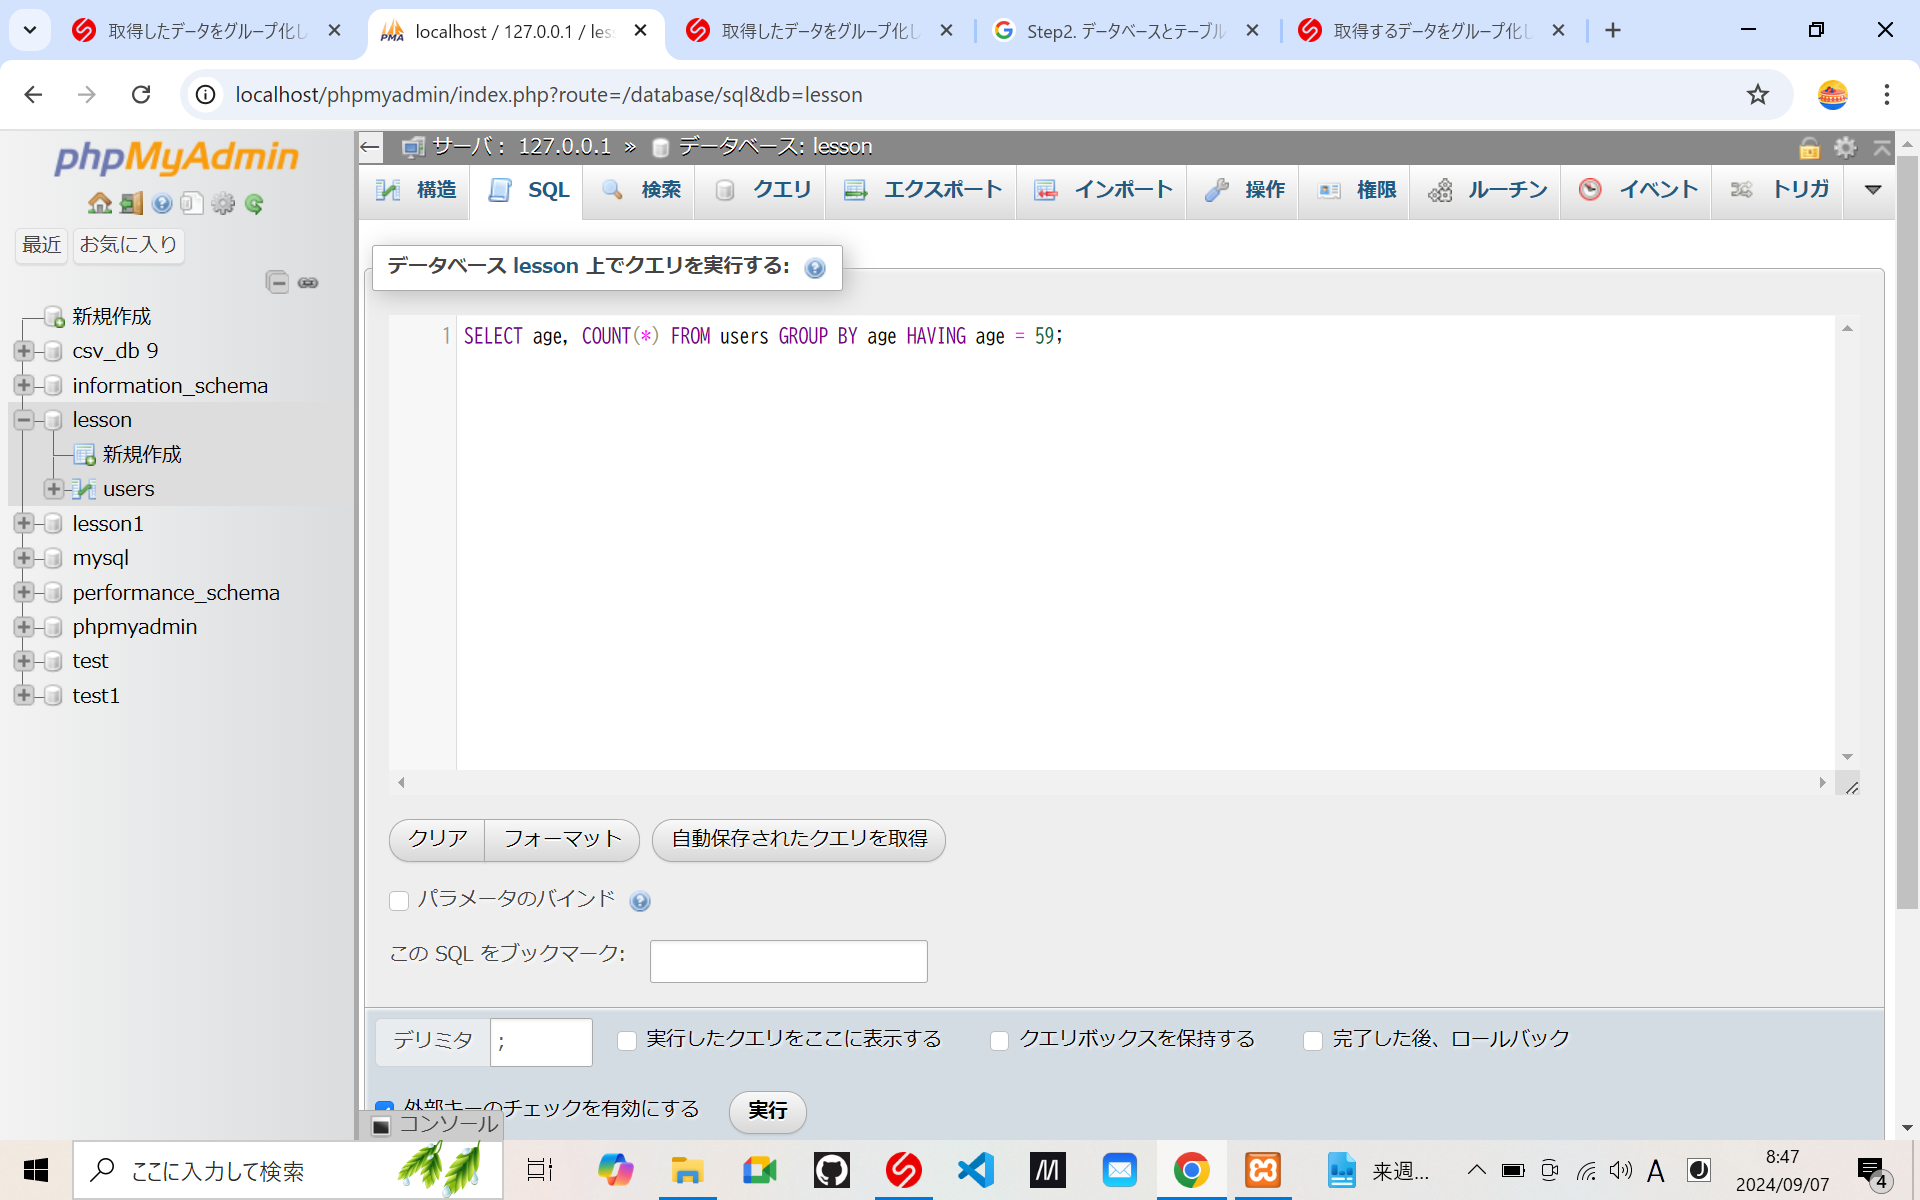 取得したデータをグループ化し
localhost / 127.0.0.1 / les
取得したデータをグループ化し
Step2. データベースとテーブル
取得するデータをグループ化し
localhost/phpmyadmin/index.php?route=/database/sql&db=lesson
phpMyAdmin
最近
お気に入り
新規作成
csv_db 9
information_schema
lesson
新規作成
users
lesson1
mysql
performance_schema
phpmyadmin
test
test1
サーバ： 127.0.0.1 » データベース: lesson
構造
SQL
検索
クエリ
エクスポート
インポート
操作
権限
ルーチン
イベント
トリガ
データベース lesson 上でクエリを実行する:
1 SELECT age, COUNT(*) FROM users GROUP BY age HAVING age = 59;
クリア
フォーマット
自動保存されたクエリを取得
パラメータのバインド
この SQL をブックマーク:
デリミタ ;
実行したクエリをここに表示する
クエリボックスを保持する
完了した後、ロールバック
外部キーのチェックを有効にする
実行
コンソール
ここに入力して検索
来週...
A
8:47
2024/09/07
4